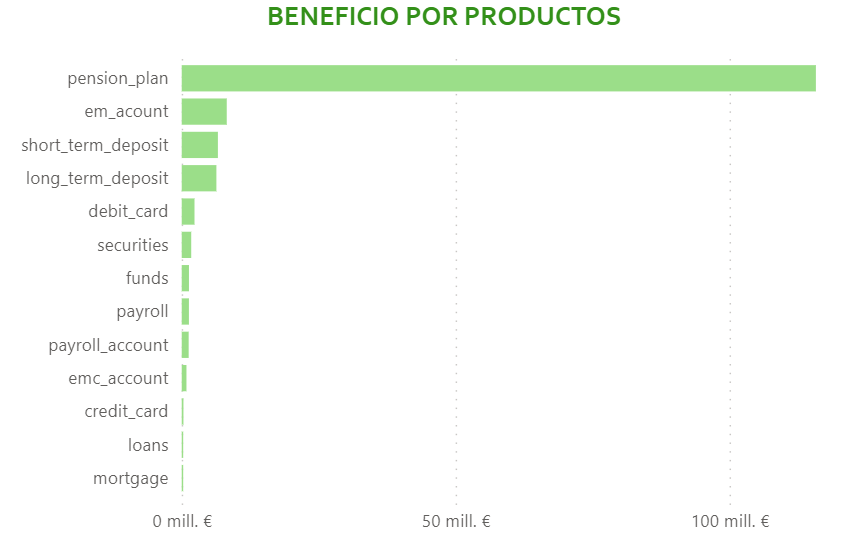 BENEFICIO POR PRODUCTOS
pension_plan
em_acount
short_term_deposit
long_term_deposit
debit_card
securities
funds
payroll
payroll_account
emc_account
credit_card
loans
mortgage
0 mill. € 50 mill. € 100 mill. €